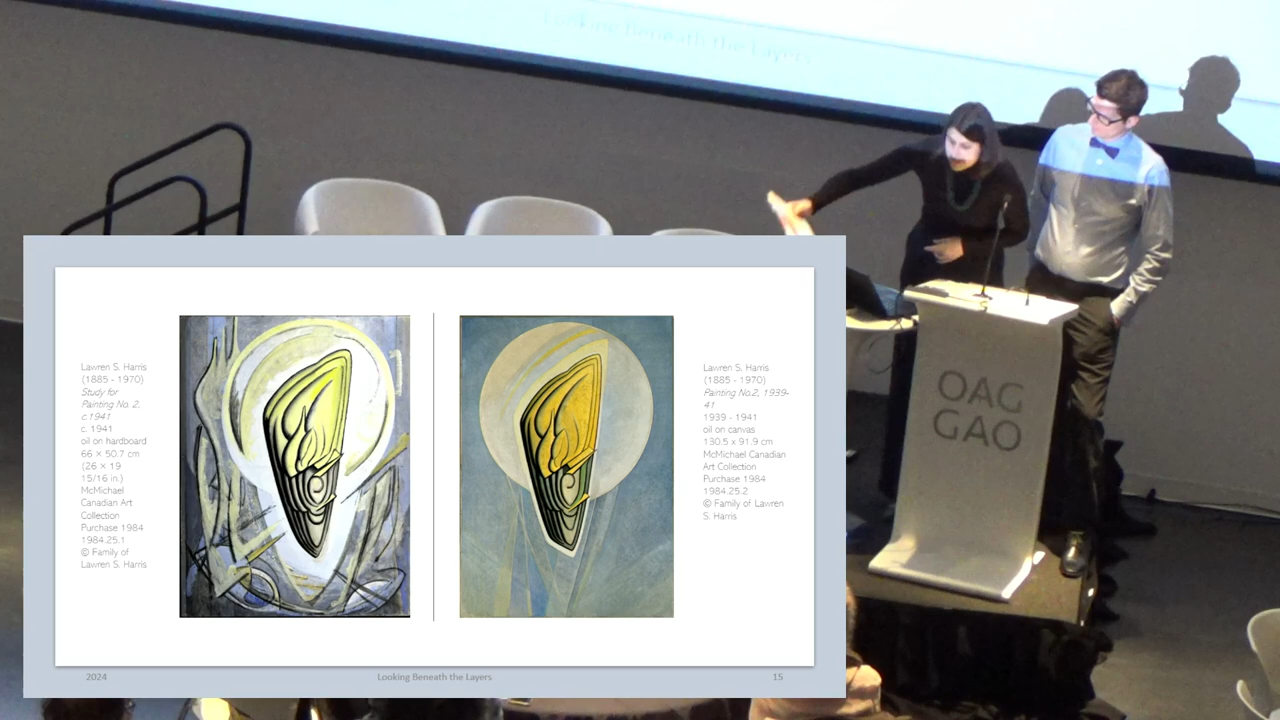 Looking Beneath the Layers
OAG
GAO
Lawren S. Harris
(1885 - 1970)
Study for
Painting No. 2,
c.1941
c. 1941
oil on hardboard
66 × 50.7 cm
(26 × 19
15/16 in.)
McMichael
Canadian Art
Collection
Purchase 1984
1984.25.1
© Family of
Lawren S. Harris
Lawren S. Harris
(1885 - 1970)
Painting No.2, 1939-
41
1939 - 1941
oil on canvas
130.5 x 91.9 cm
McMichael Canadian
Art Collection
Purchase 1984
1984.25.2
© Family of Lawren
S. Harris
2024
Looking Beneath the Layers
15